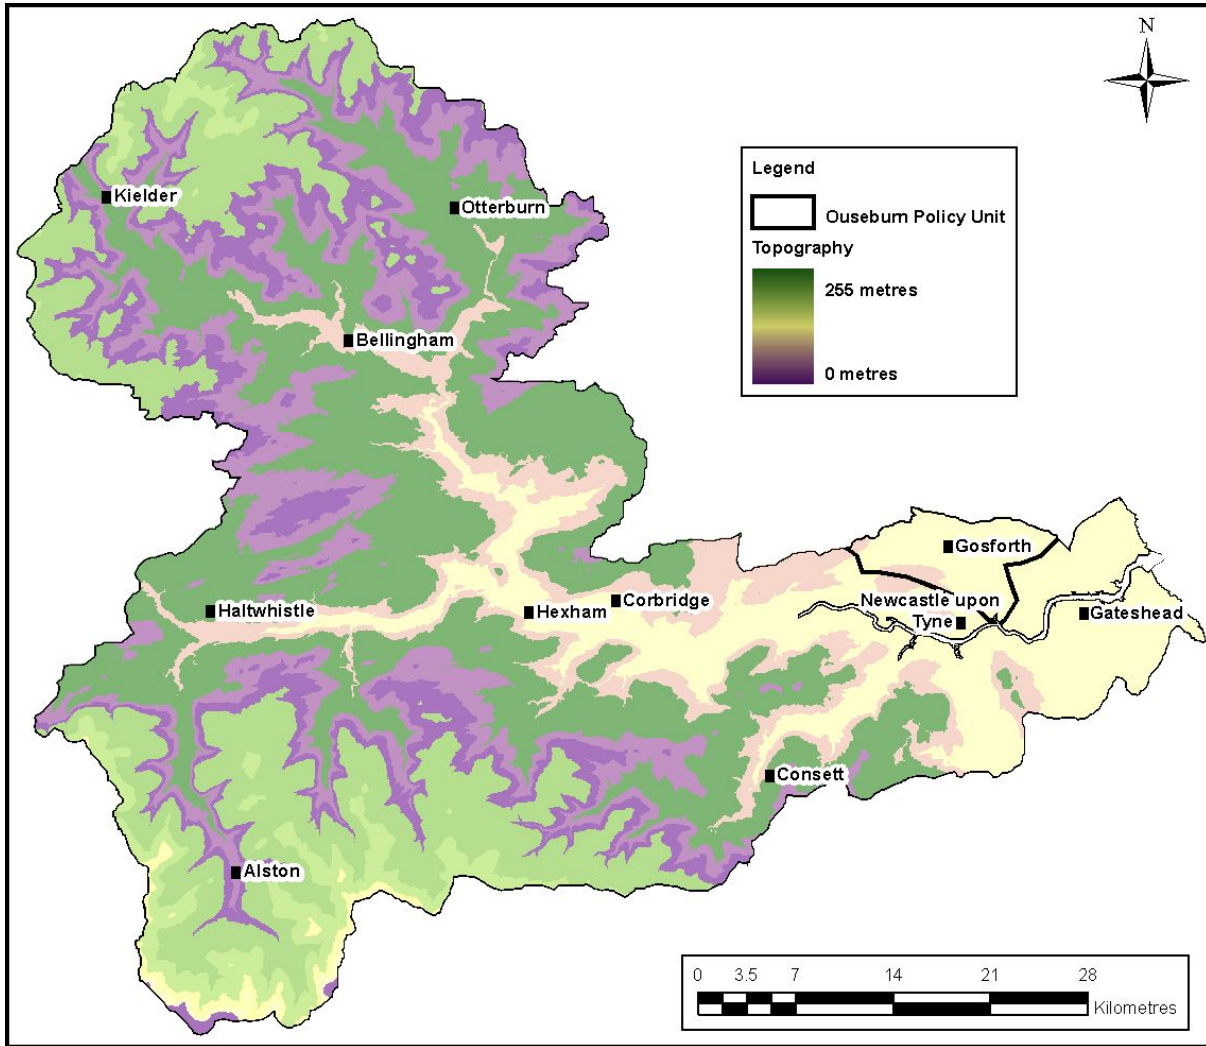 N
Kielder
Otterburn
Legend
Ouseburn Policy Unit
Topography
255 metres
0 metres
Bellingham
Gosforth
Haltwhistle
Hexham
Corbridge
Newcastle upon
Tyne
Gateshead
Consett
Alston
0 3.5 7 14 21 28
Kilometres